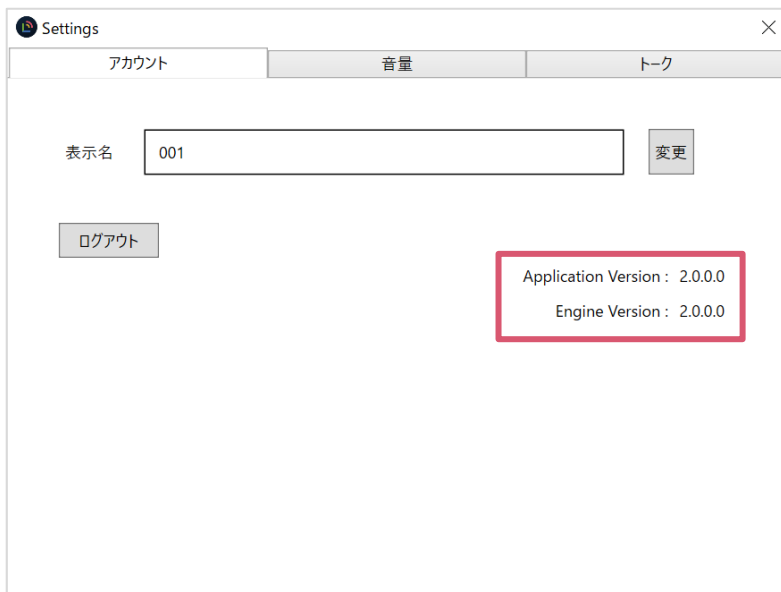 Settings
アカウント
音量
トーク
表示名
001
変更
ログアウト
Application Version : 2.0.0.0
Engine Version : 2.0.0.0